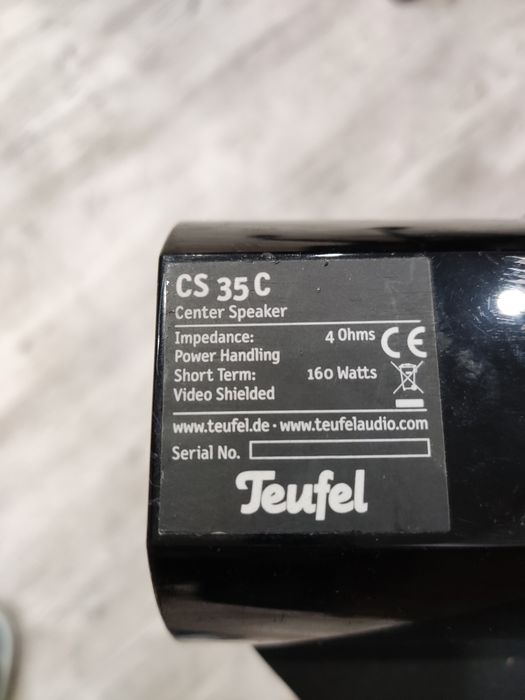 CS 35 C
Center Speaker
Impedance: 4 Ohms
Power Handling
Short Term: 160 Watts
Video Shielded
www.teufel.de · www.teufelaudio.com
Serial No.
Teufel